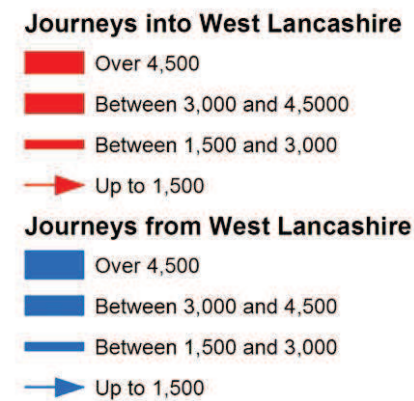 Journeys into West Lancashire
Over 4,500
Between 3,000 and 4,5000
Between 1,500 and 3,000
Up to 1,500
Journeys from West Lancashire
Over 4,500
Between 3,000 and 4,500
Between 1,500 and 3,000
Up to 1,500